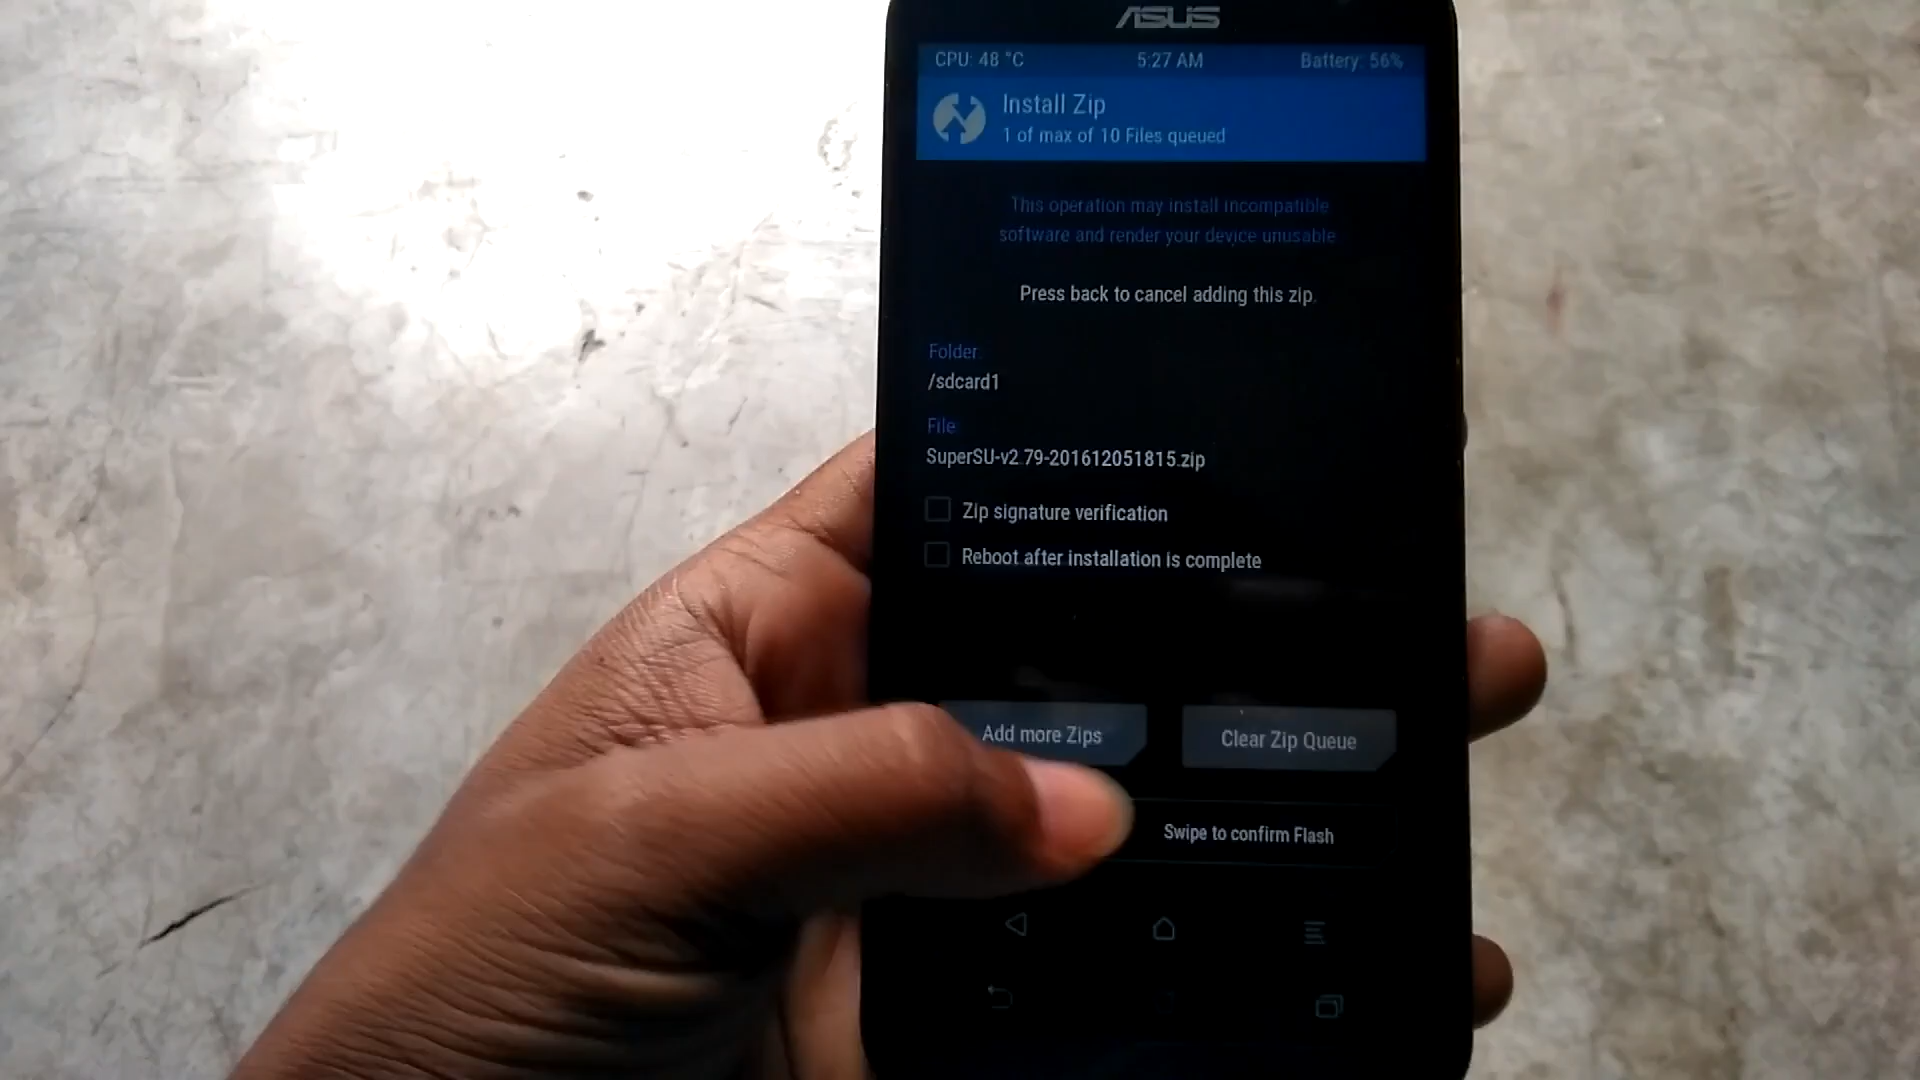 ASUS
CPU: 48 °C 5:27 AM Battery: 56%
Install Zip
1 of max of 10 Files queued
This operation may install incompatible
software and render your device unusable.
Press back to cancel adding this zip.
Folder:
/sdcard1
File:
SuperSU-v2.79-201612051815.zip
Zip signature verification
Reboot after installation is complete
Add more Zips Clear Zip Queue
Swipe to confirm Flash